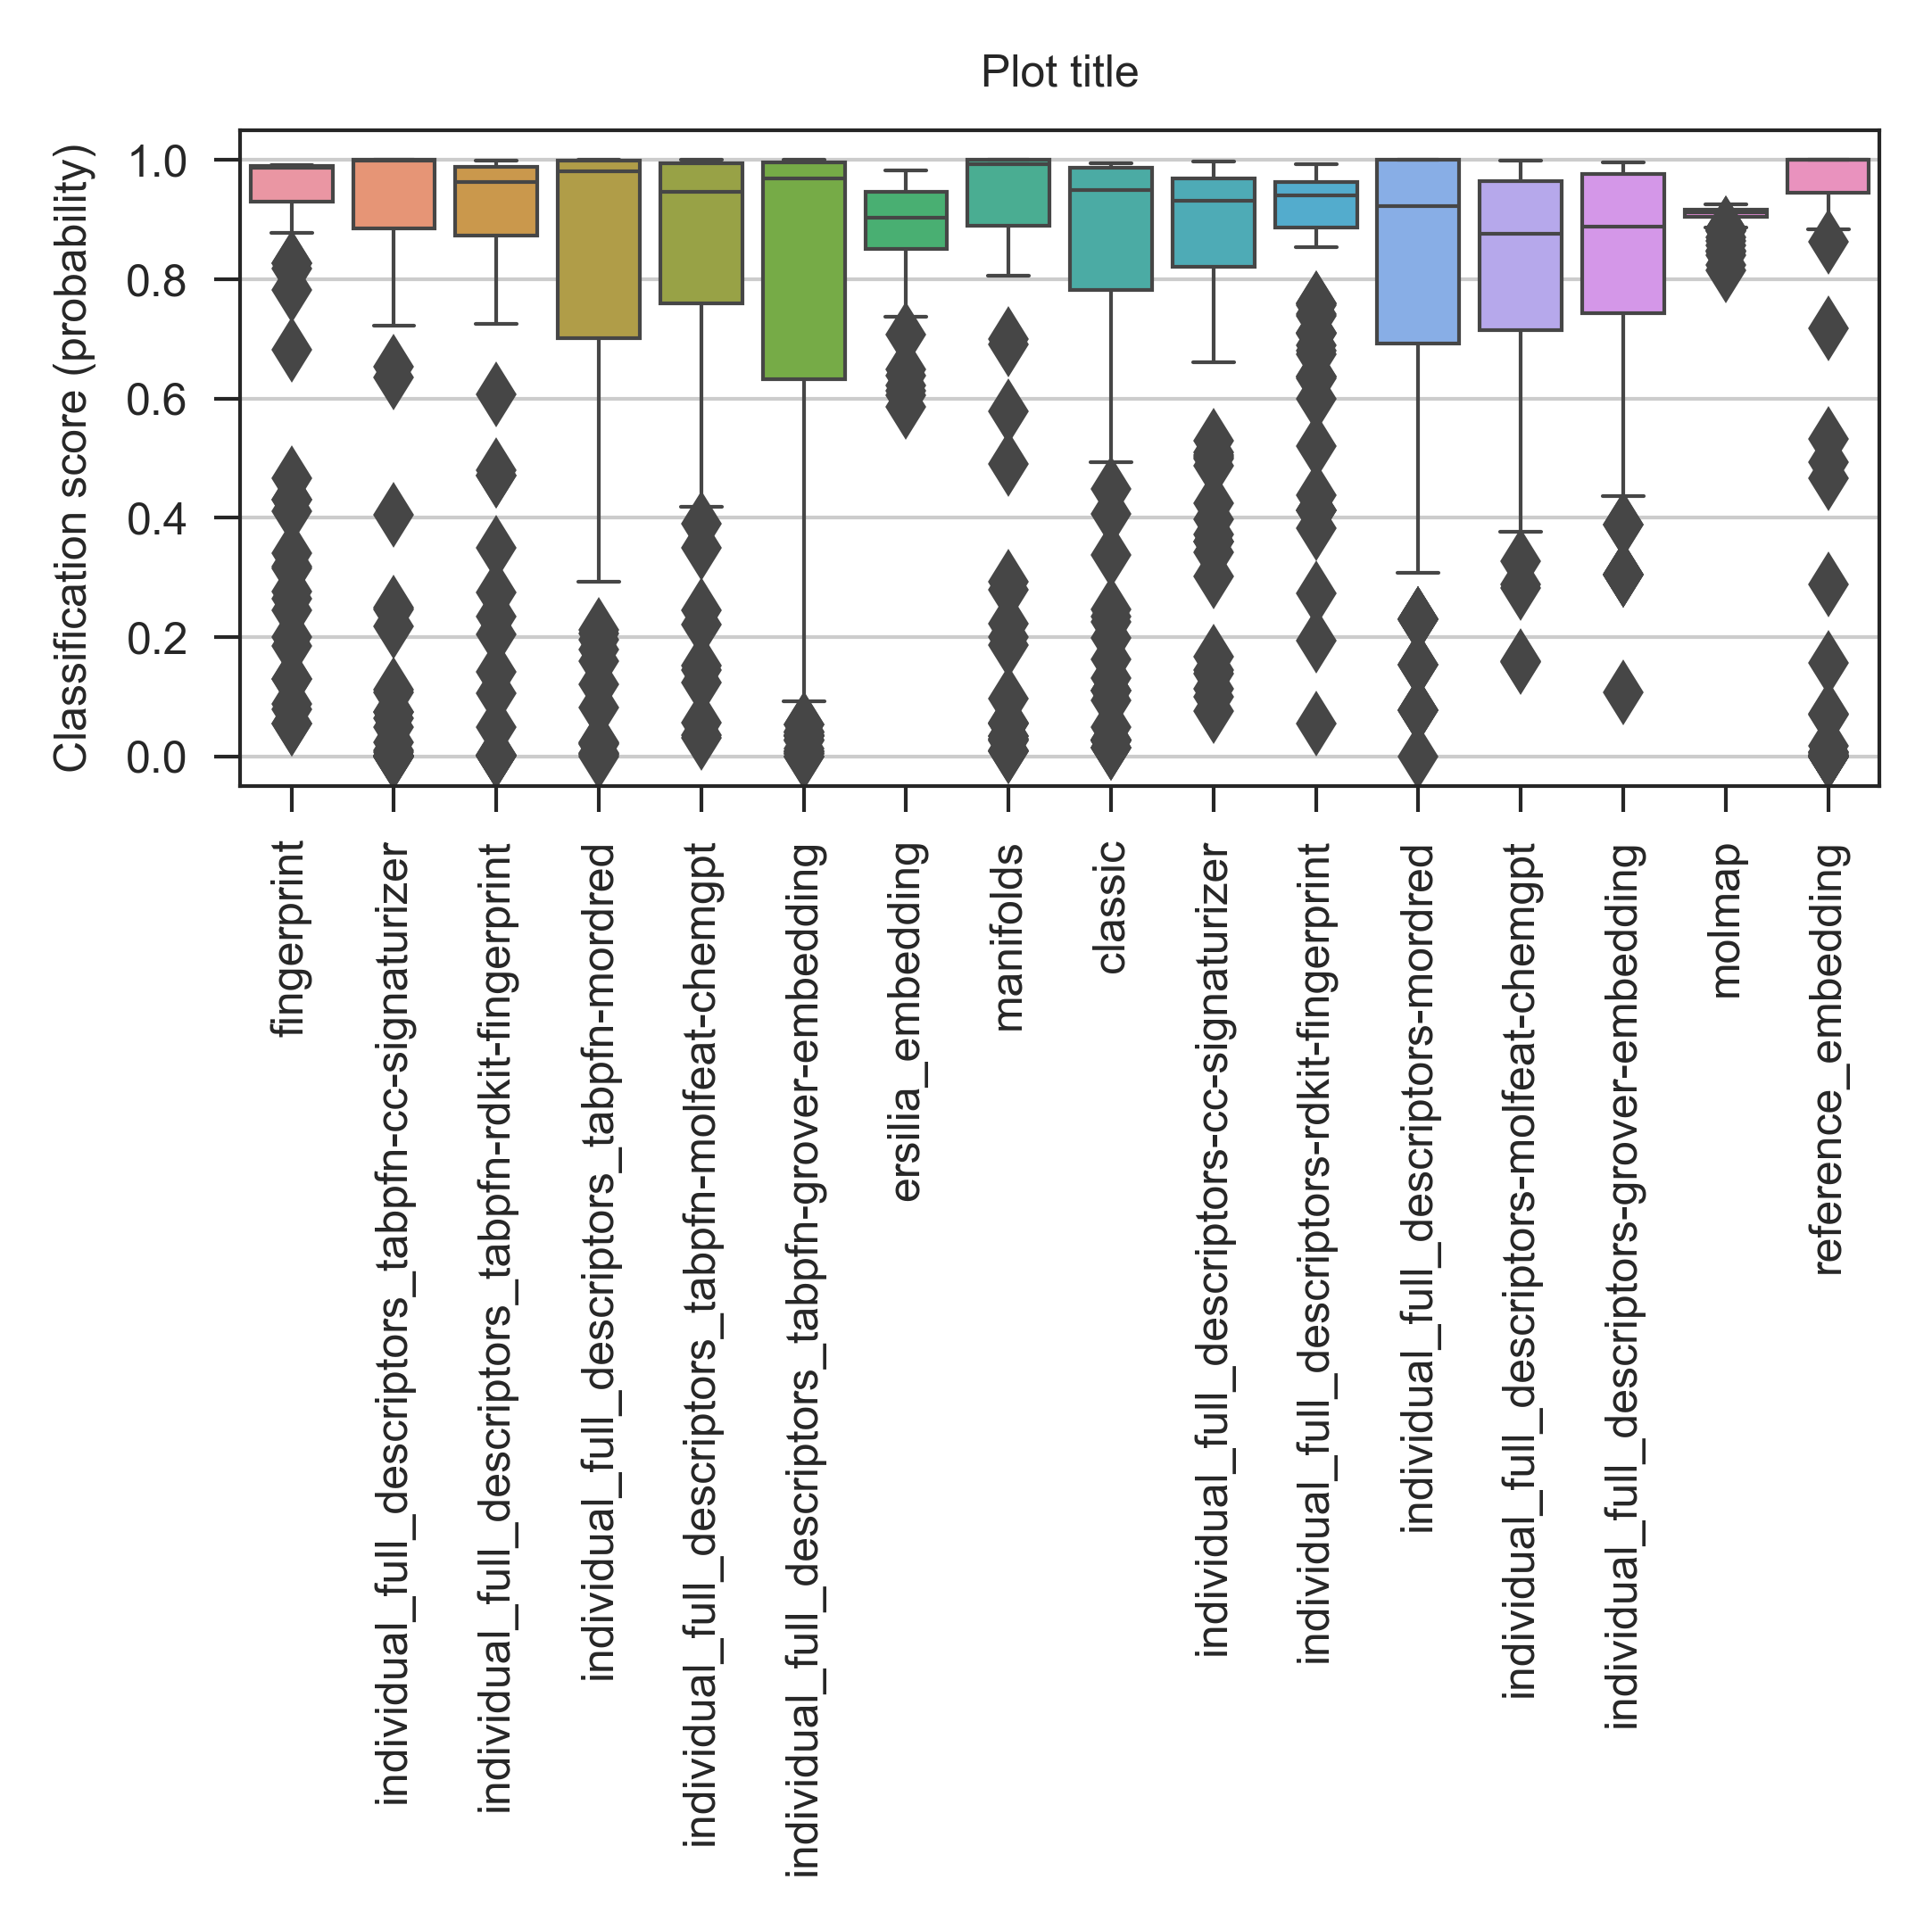 Plot title
Classification score (probability)
1.0
0.8
0.6
0.4
0.2
0.0
fingerprint
individual_full_descriptors_tabpfn-cc-signaturizer
individual_full_descriptors_tabpfn-rdkit-fingerprint
individual_full_descriptors_tabpfn-mordred
individual_full_descriptors_tabpfn-molfeat-chemgpt
individual_full_descriptors_tabpfn-grover-embedding
ersilia_embedding
manifolds
classic
individual_full_descriptors-cc-signaturizer
individual_full_descriptors-rdkit-fingerprint
individual_full_descriptors-mordred
individual_full_descriptors-molfeat-chemgpt
individual_full_descriptors-grover-embedding
molmap
reference_embedding